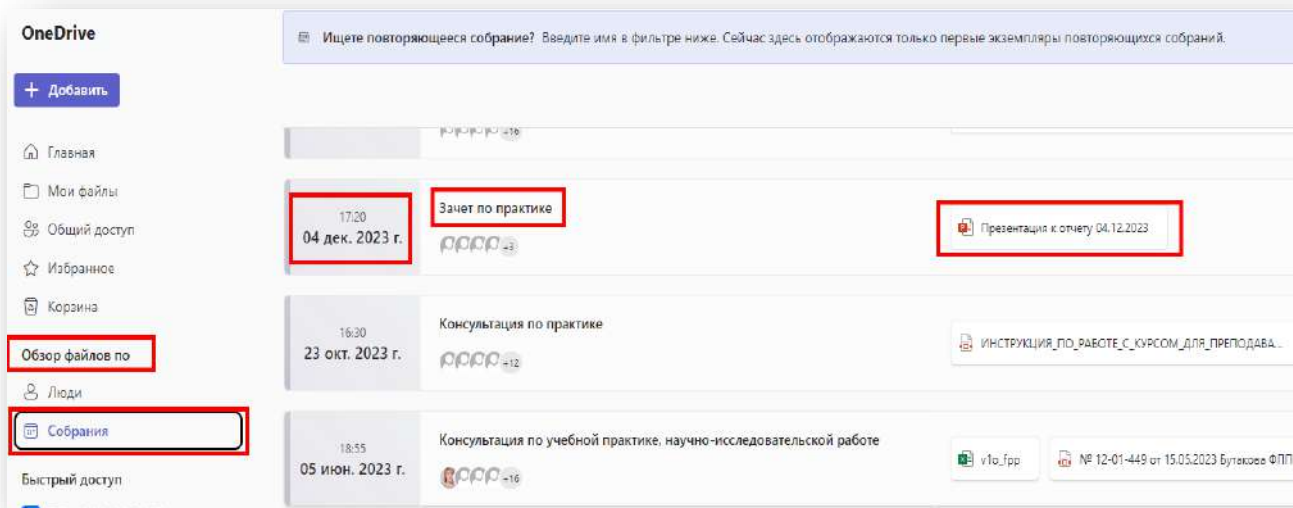 OneDrive
Ищете повторяющееся собрание? Введите имя в фильтре ниже. Сейчас здесь отображаются только первые экземпляры повторяющихся собраний.
+ Добавить
+16
Главная
Мои файлы
Общий доступ
Избранное
Корзина
Обзор файлов по
Люди
Собрания
Быстрый доступ
17:20
04 дек. 2023 г.
Зачет по практике
+3
Презентация к отчету 04.12.2023
16:30
23 окт. 2023 г.
Консультация по практике
+12
ИНСТРУКЦИЯ_ПО_РАБОТЕ_С_КУРСОМ_ДЛЯ_ПРЕПОДАВА...
18:55
05 июн. 2023 г.
Консультация по учебной практике, научно-исследовательской работе
+16
v1o_fpp
№ 12-01-449 от 15.05.2023 Бутакова ФПП